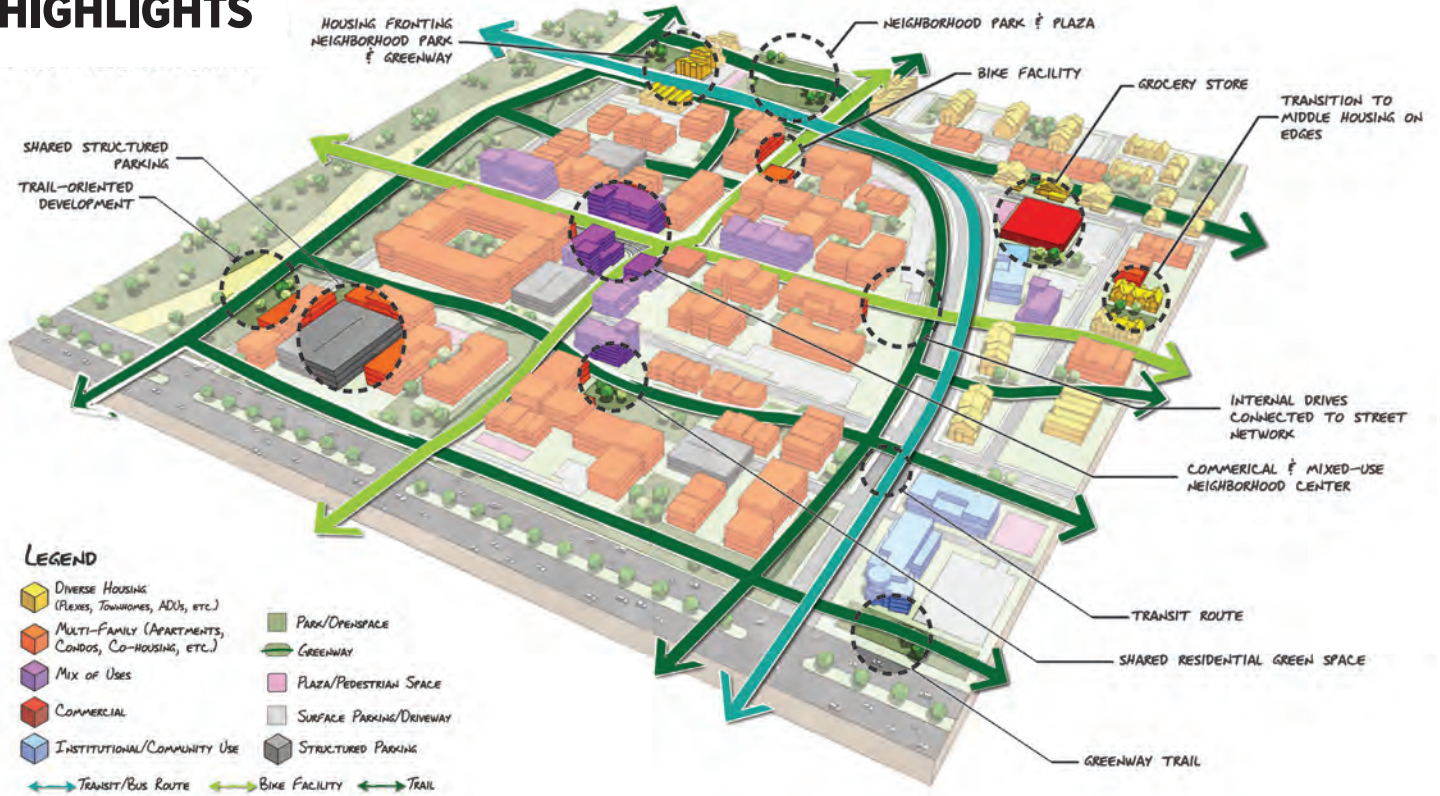 HIGHLIGHTS
HOUSING FRONTING
NEIGHBORHOOD PARK
& GREENWAY
NEIGHBORHOOD PARK & PLAZA
BIKE FACILITY
GROCERY STORE
TRANSITION TO
MIDDLE HOUSING ON
EDGES
SHARED STRUCTURED
PARKING
TRAIL-ORIENTED
DEVELOPMENT
INTERNAL DRIVES
CONNECTED TO STREET
NETWORK
COMMERICAL & MIXED-USE
NEIGHBORHOOD CENTER
TRANSIT ROUTE
SHARED RESIDENTIAL GREEN SPACE
GREENWAY TRAIL
LEGEND
DIVERSE HOUSING
(PLEXES, TOWNHOMES, ADUS, ETC.)
MULTI-FAMILY (APARTMENTS,
CONDOS, CO-HOUSING, ETC.)
MIX OF USES
COMMERCIAL
INSTITUTIONAL/COMMUNITY USE
PARK/OPENSPACE
GREENWAY
PLAZA/PEDESTRIAN SPACE
SURFACE PARKING/DRIVEWAY
STRUCTURED PARKING
TRANSIT/BUS ROUTE
BIKE FACILITY
TRAIL